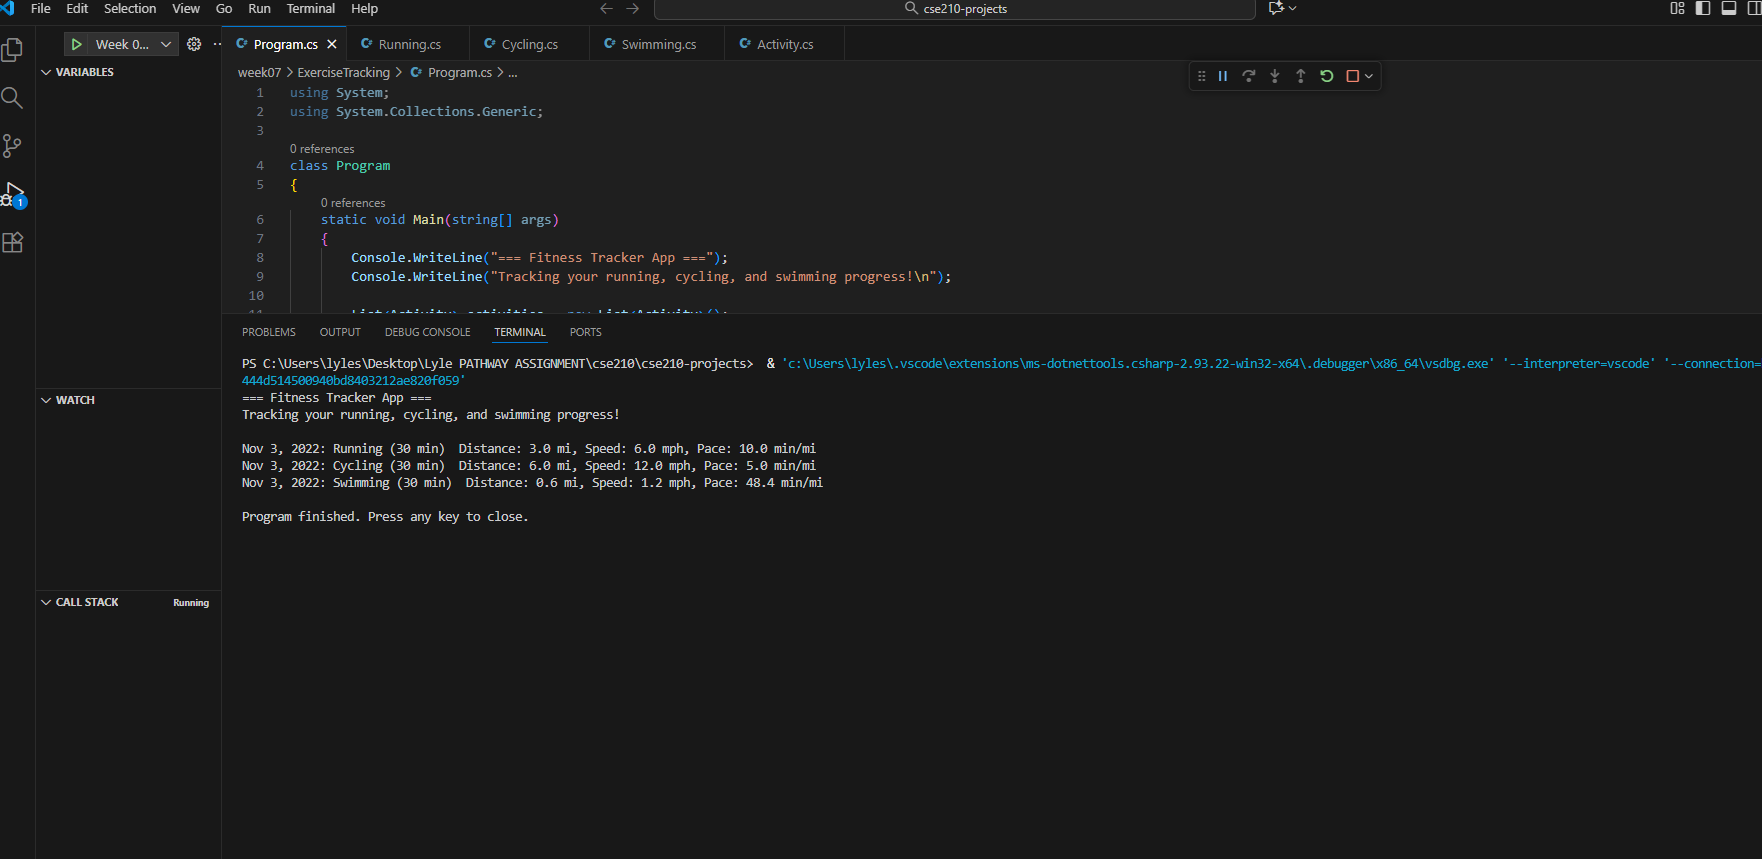 File Edit Selection View Go Run Terminal Help
cse210-projects
Week 0...
Program.cs Running.cs Cycling.cs Swimming.cs Activity.cs
VARIABLES
week07 > ExerciseTracking > Program.cs > ...
1 using System;
2 using System.Collections.Generic;
3
0 references
4 class Program
5 {
0 references
6 static void Main(string[] args)
7 {
8 Console.WriteLine("=== Fitness Tracker App ===");
9 Console.WriteLine("Tracking your running, cycling, and swimming progress!\n");
10
11 List<Activity> activities = new List<Activity>();
1
PROBLEMS OUTPUT DEBUG CONSOLE TERMINAL PORTS
PS C:\Users\lyles\Desktop\Lyle PATHWAY ASSIGNMENT\cse210\cse210-projects> & 'c:\Users\lyles\.vscode\extensions\ms-dotnettools.csharp-2.93.22-win32-x64\.debugger\x86_64\vsdbg.exe' '--interpreter=vscode' '--connection=
444d514500940bd8403212ae820f059'
WATCH
=== Fitness Tracker App ===
Tracking your running, cycling, and swimming progress!
Nov 3, 2022: Running (30 min) Distance: 3.0 mi, Speed: 6.0 mph, Pace: 10.0 min/mi
Nov 3, 2022: Cycling (30 min) Distance: 6.0 mi, Speed: 12.0 mph, Pace: 5.0 min/mi
Nov 3, 2022: Swimming (30 min) Distance: 0.6 mi, Speed: 1.2 mph, Pace: 48.4 min/mi
Program finished. Press any key to close.
CALL STACK Running